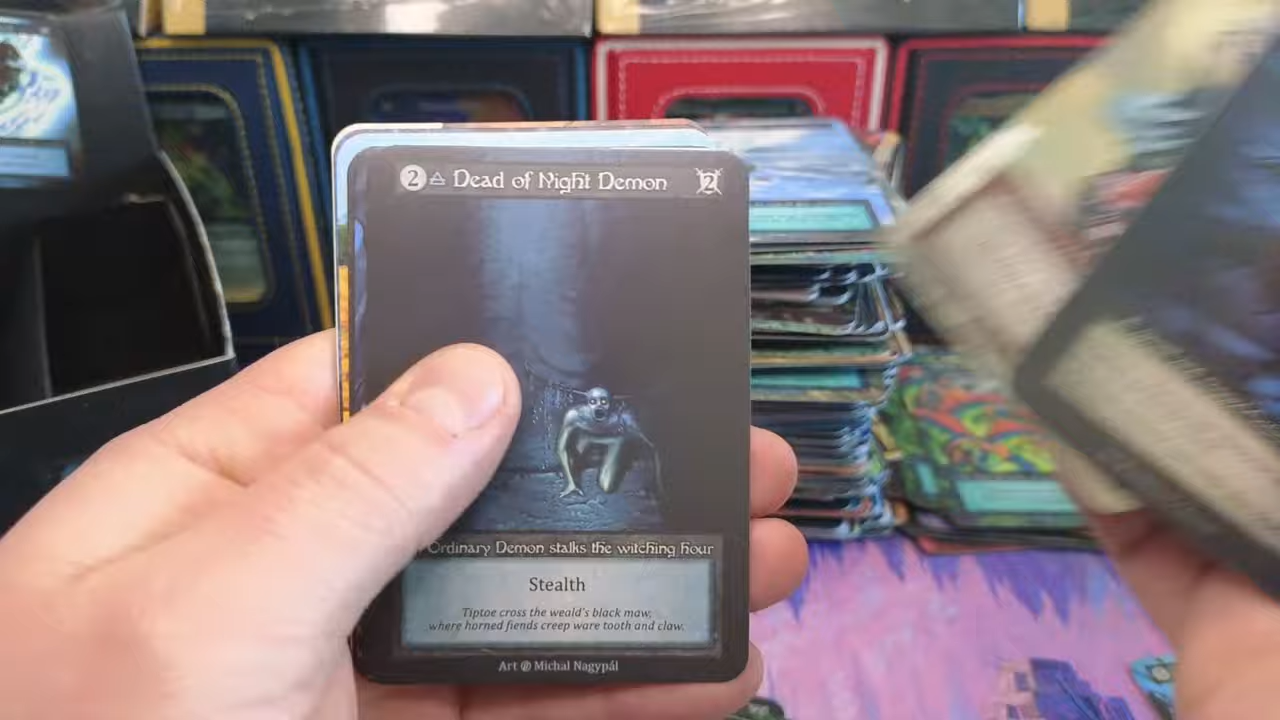 2 Dead of Night Demon 2
Ordinary Demon stalks the witching hour
Stealth
Tiptoe cross the weald's black maw,
where horned fiends creep ware tooth and claw.
Art @ Michal Nagypál